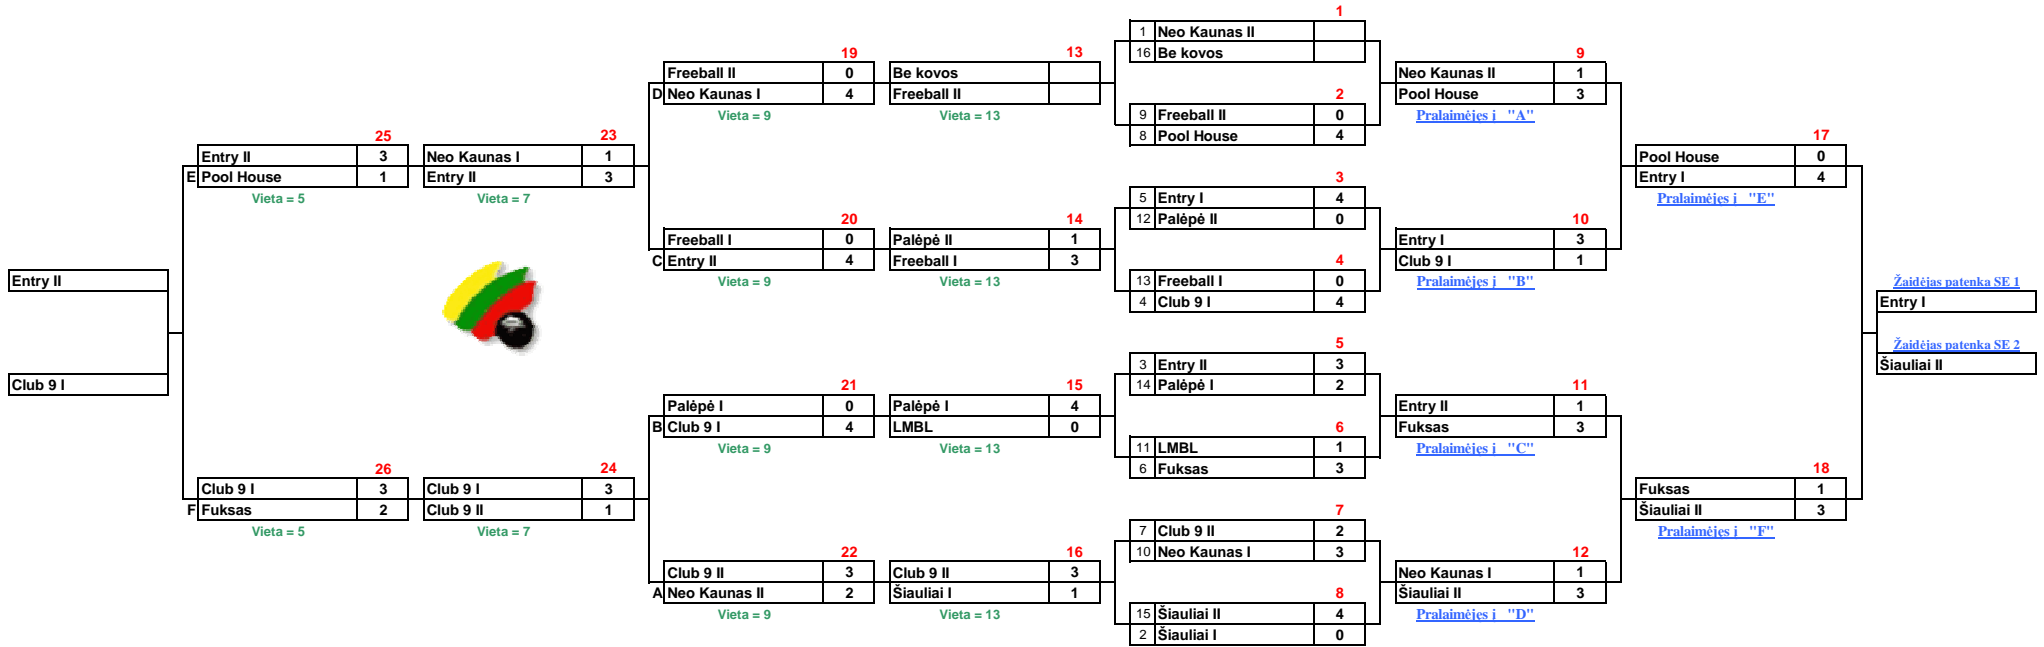 1
1 Neo Kaunas II
19 13 16 Be kovos 9
Freeball II 0 Be kovos Neo Kaunas II 1
D Neo Kaunas I 4 Freeball II 2 Pool House 3
Vieta = 9 Vieta = 13 9 Freeball II 0 Pralaimėjęs į "A"
25 23 8 Pool House 4 17
Entry II 3 Neo Kaunas I 1 Pool House 0
E Pool House 1 Entry II 3 3 Entry I 4
Vieta = 5 Vieta = 7 5 Entry I 4 Pralaimėjęs į "E"
20 14 12 Palėpė II 0 10
Freeball I 0 Palėpė II 1 Entry I 3
C Entry II 4 Freeball I 3 4 Club 9 I 1
Entry II Vieta = 9 Vieta = 13 13 Freeball I 0 Pralaimėjęs į "B" Žaidėjas patenka SE 1
4 Club 9 I 4 Entry I
5 Žaidėjas patenka SE 2
3 Entry II 3 Šiauliai II
Club 9 I 21 15 14 Palėpė I 2 11
Palėpė I 0 Palėpė I 4 Entry II 1
B Club 9 I 4 LMBL 0 6 Fuksas 3
Vieta = 9 Vieta = 13 11 LMBL 1 Pralaimėjęs į "C"
26 24 6 Fuksas 3 18
Club 9 I 3 Club 9 I 3 Fuksas 1
F Fuksas 2 Club 9 II 1 7 Šiauliai II 3
Vieta = 5 Vieta = 7 7 Club 9 II 2 Pralaimėjęs į "F"
22 16 10 Neo Kaunas I 3 12
Club 9 II 3 Club 9 II 3 Neo Kaunas I 1
A Neo Kaunas II 2 Šiauliai I 1 8 Šiauliai II 3
Vieta = 9 Vieta = 13 15 Šiauliai II 4 Pralaimėjęs į "D"
2 Šiauliai I 0